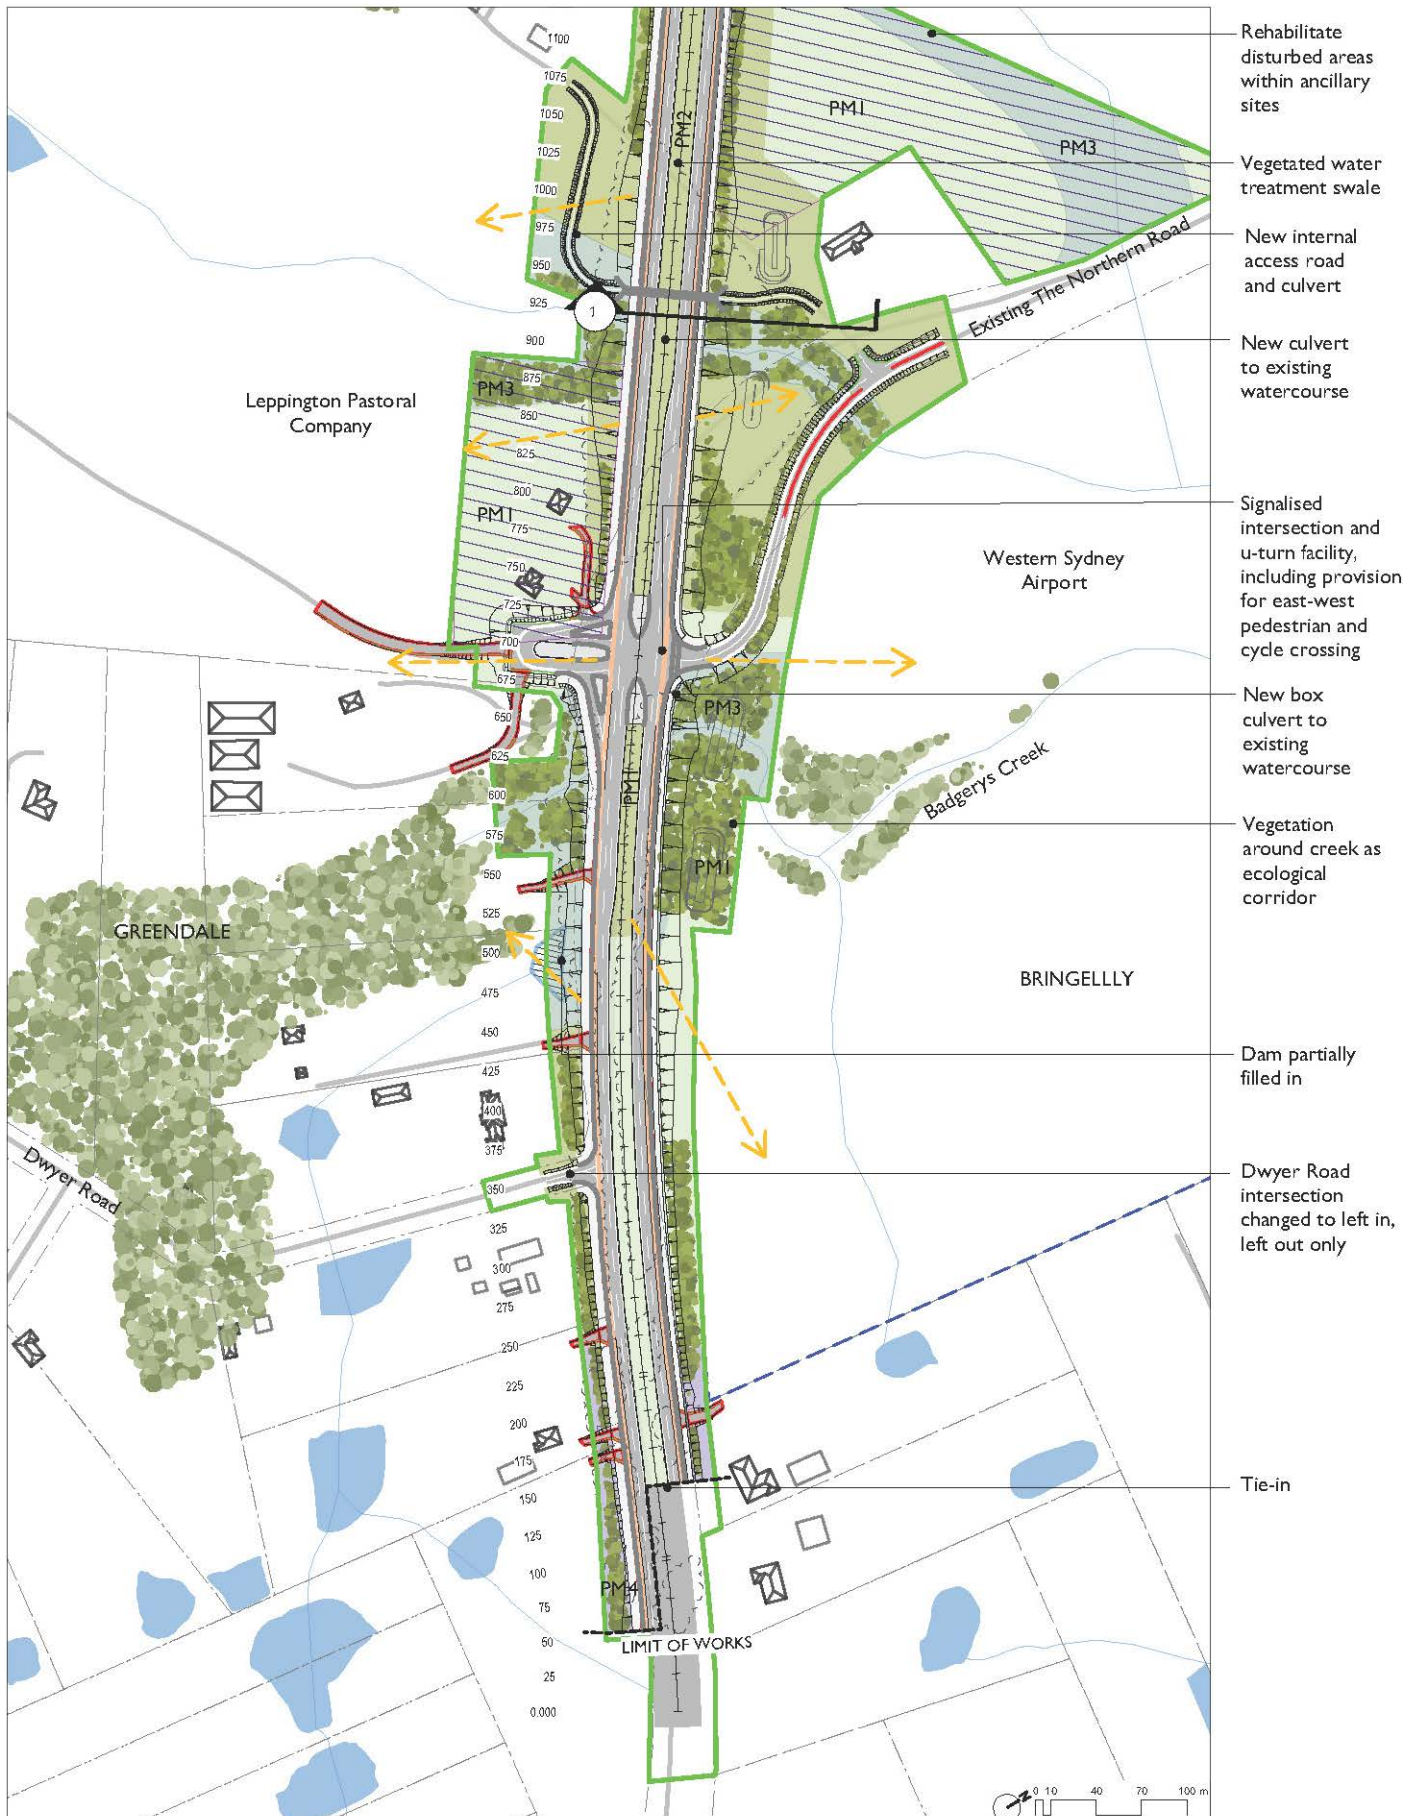 1100
1075
1050
1025
1000
975
950
925
900
875
850
825
800
775
750
725
700
675
650
625
600
575
550
525
500
475
450
425
400
375
350
325
300
275
250
225
200
175
150
125
100
75
50
25
0.000
PM2
PM1
PM3
Existing The Northern Road
1
Leppington Pastoral
Company
PM3
PM1
Western Sydney
Airport
PM3
PM1
PM1
Badgerys Creek
GREENDALE
BRINGELLLY
Dwyer Road
PM4
LIMIT OF WORKS
Rehabilitate
disturbed areas
within ancillary
sites
Vegetated water
treatment swale
New internal
access road
and culvert
New culvert
to existing
watercourse
Signalised
intersection and
u-turn facility,
including provision
for east-west
pedestrian and
cycle crossing
New box
culvert to
existing
watercourse
Vegetation
around creek as
ecological
corridor
Dam partially
filled in
Dwyer Road
intersection
changed to left in,
left out only
Tie-in
N
0 10 40 70 100 m